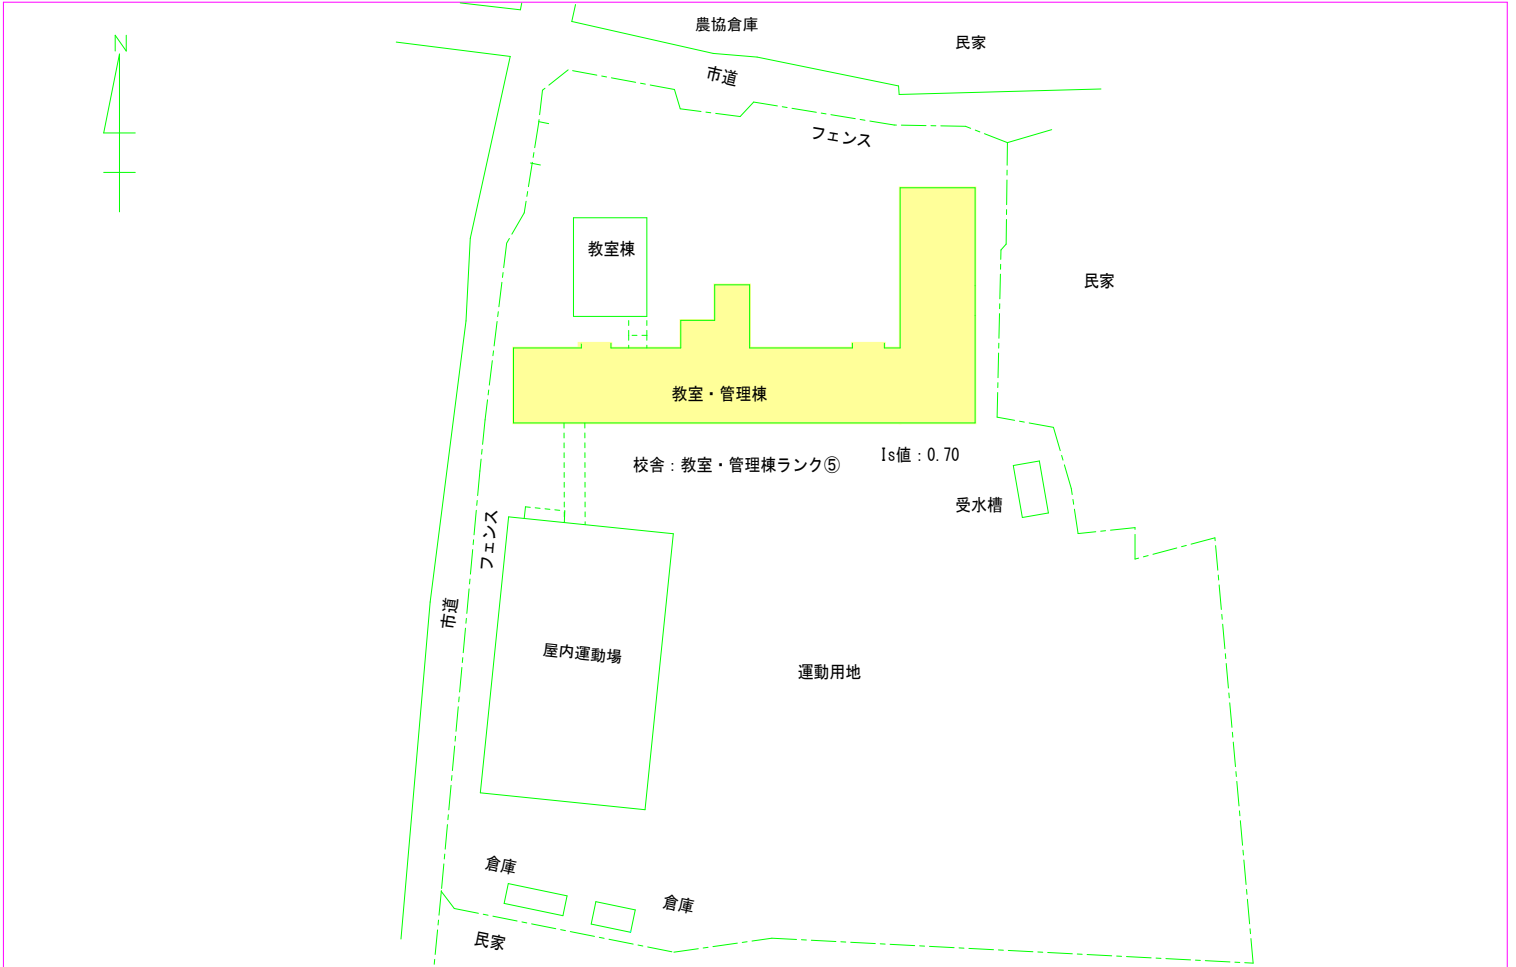 農協倉庫
民家
N
市道
フェンス
教室棟
民家
教室・管理棟
校舎：教室・管理棟ランク⑤
Is値：0.70
受水槽
フェンス
市道
屋内運動場
運動用地
倉庫
倉庫
民家